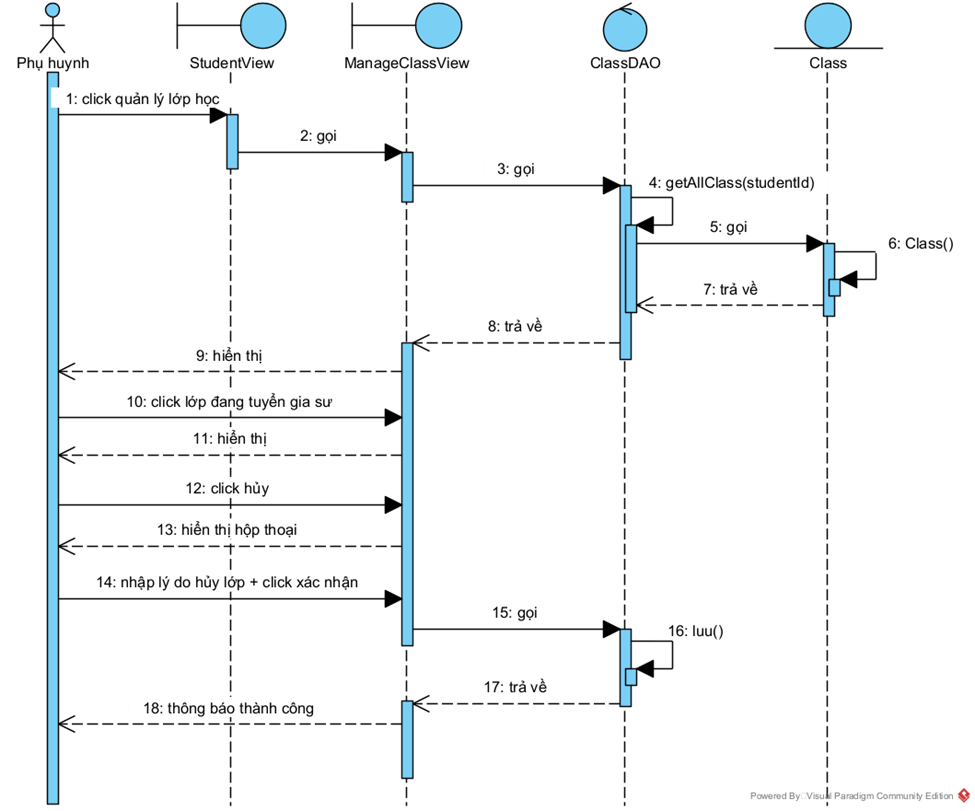 Phụ huynh
StudentView
ManageClassView
ClassDAO
Class
1: click quản lý lớp học
2: gọi
3: gọi
4: getAllClass(studentId)
5: gọi
6: Class()
7: trả về
8: trả về
9: hiển thị
10: click lớp đang tuyển gia sư
11: hiển thị
12: click hủy
13: hiển thị hộp thoại
14: nhập lý do hủy lớp + click xác nhận
15: gọi
16: luu()
17: trả về
18: thông báo thành công
Powered By Visual Paradigm Community Edition